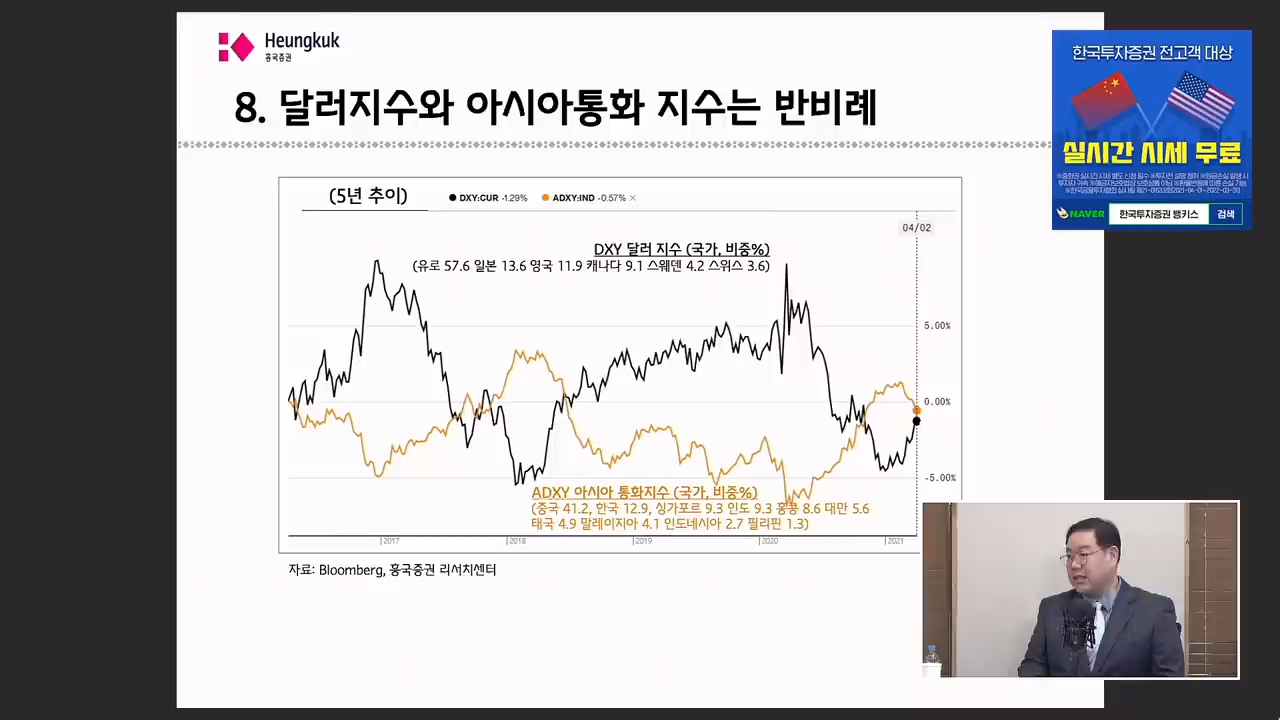 Heungkuk
흥국증권
8. 달러지수와 아시아통화 지수는 반비례
(5년 추이)
DXY:CUR -1.29%
ADXY:IND -0.57% ×
04/02
DXY 달러 지수 (국가, 비중%)
(유로 57.6 일본 13.6 영국 11.9 캐나다 9.1 스웨덴 4.2 스위스 3.6)
5.00%
0.00%
-5.00%
ADXY 아시아 통화지수 (국가, 비중%)
(중국 41.2, 한국 12.9, 싱가포르 9.3 인도 9.3 홍콩 8.6 대만 5.6
태국 4.9 말레이지아 4.1 인도네시아 2.7 필리핀 1.3)
2017
2018
2019
2020
2021
자료: Bloomberg, 흥국증권 리서치센터
한국투자증권 전고객 대상
실시간 시세 무료
NAVER
한국투자증권 뱅키스
검색